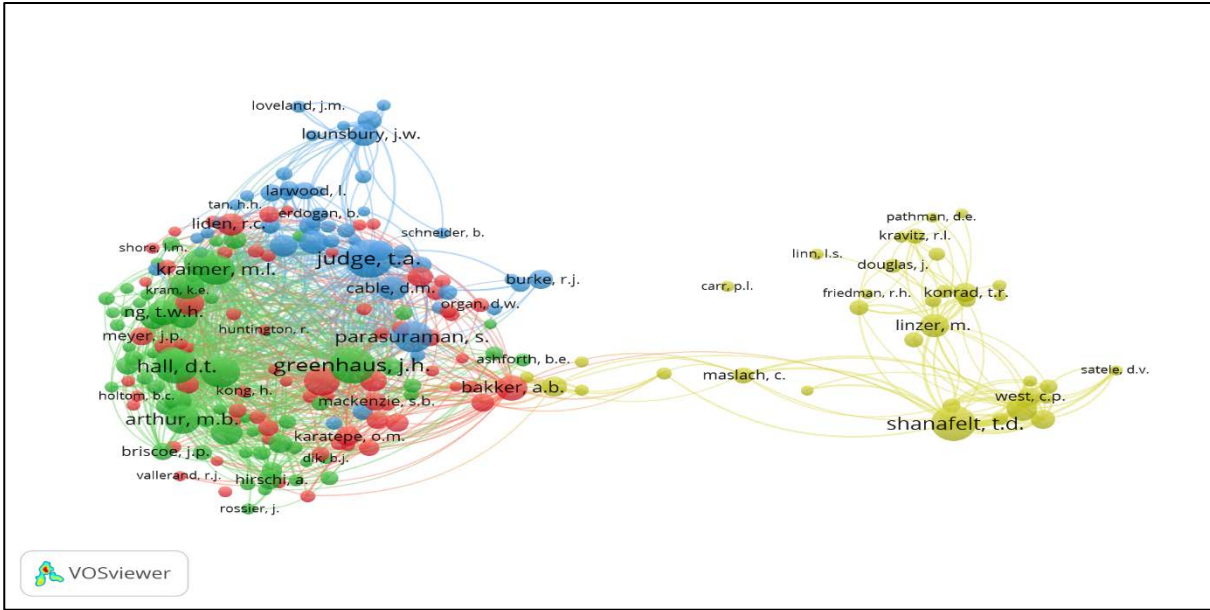 loveland, j.m.
lounsbury, j.w.
larwood, l.
tan, h.h.
erdogan, b.
liden, r.c.
schneider, b.
shore, l.m.
judge, t.a.
kraimer, m.l.
burke, r.j.
kram, k.e.
cable, d.m.
organ, d.w.
ng, t.w.h.
huntington, r.
meyer, j.p.
parasuraman, s.
ashforth, b.e.
hall, d.t.
greenhaus, j.h.
kong, h.
bakker, a.b.
holtom, b.c.
mackenzie, s.b.
arthur, m.b.
karatepe, o.m.
briscoe, j.p.
dik, b.j.
vallerand, r.j.
hirschi, a.
rossier, j.
pathman, d.e.
kravitz, r.l.
linn, l.s.
douglas, j.
carr, p.l.
friedman, r.h.
konrad, t.r.
linzer, m.
maslach, c.
satele, d.v.
west, c.p.
shanafelt, t.d.
VOSviewer